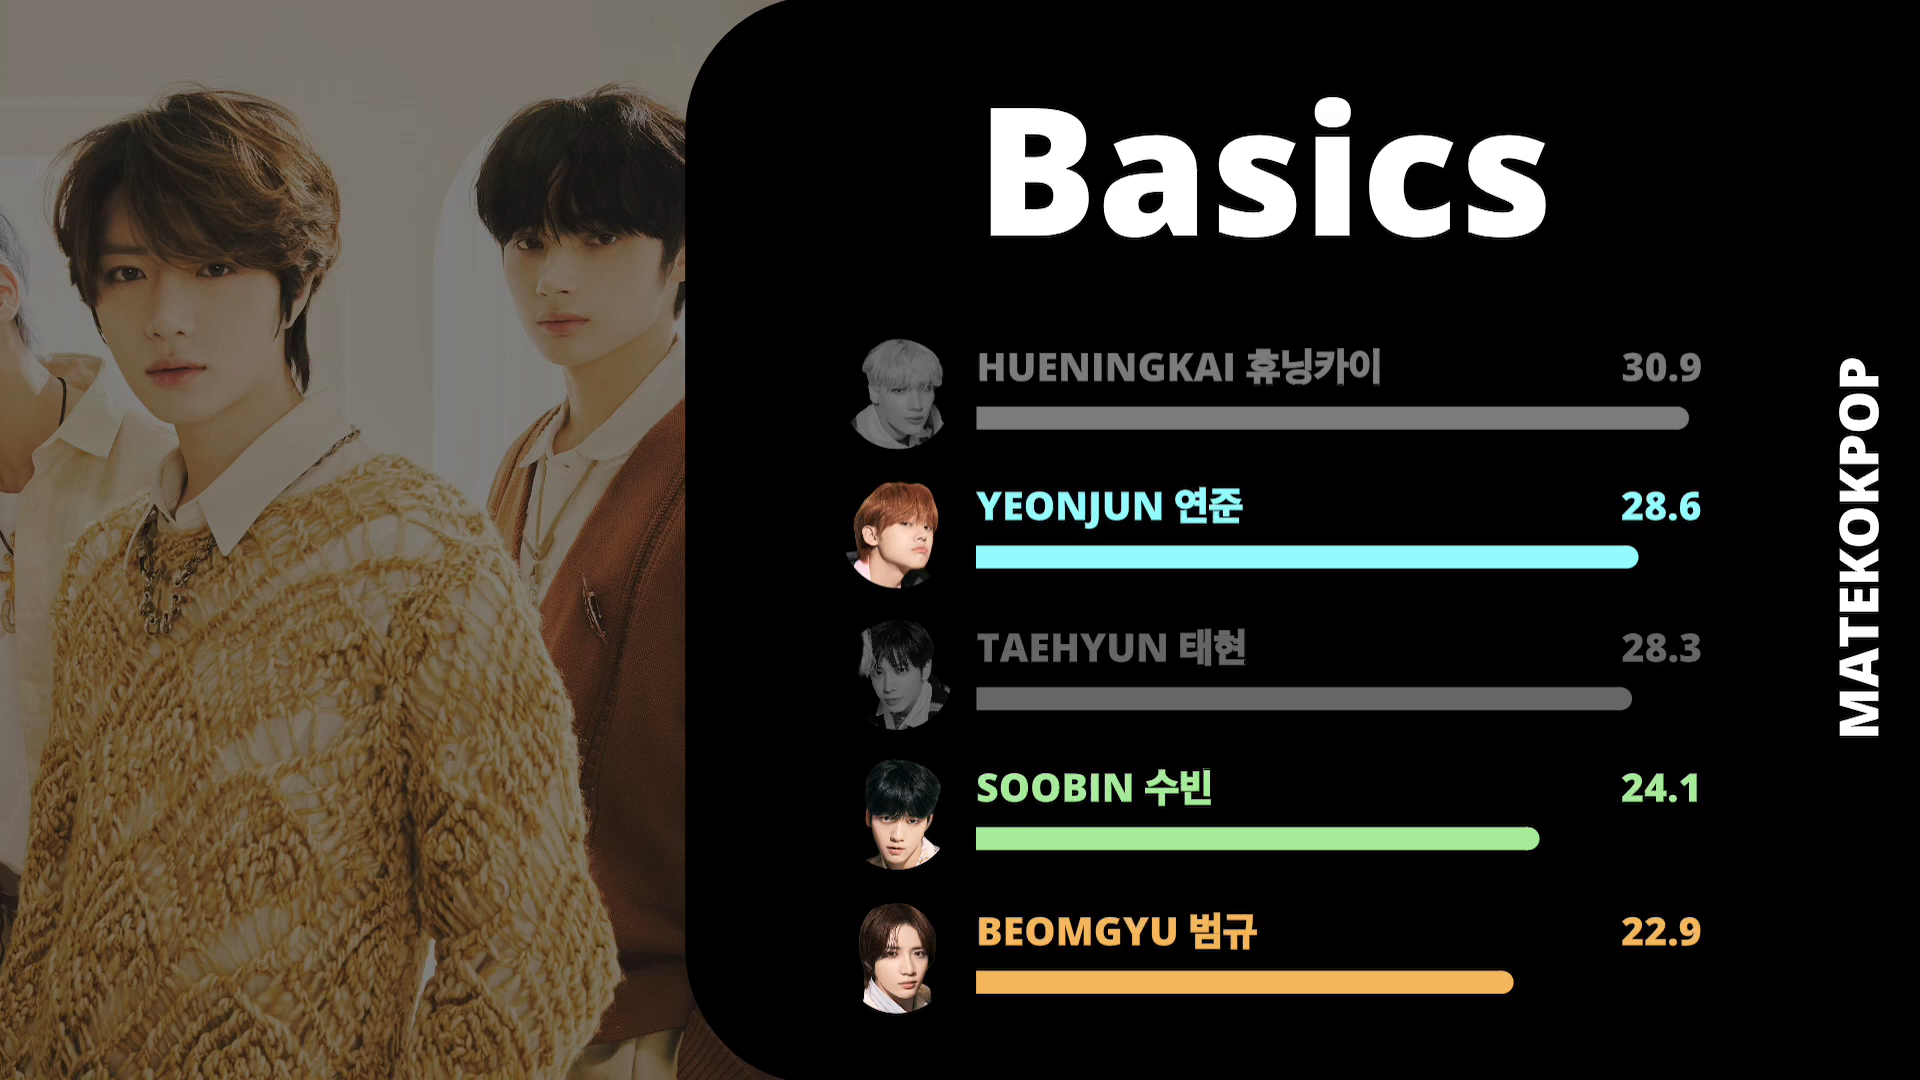 Basics
HUENINGKAI 휴닝카이 30.9
YEONJUN 연준 28.6
TAEHYUN 태현 28.3
SOOBIN 수빈 24.1
BEOMGYU 범규 22.9
MATEKOKPOP